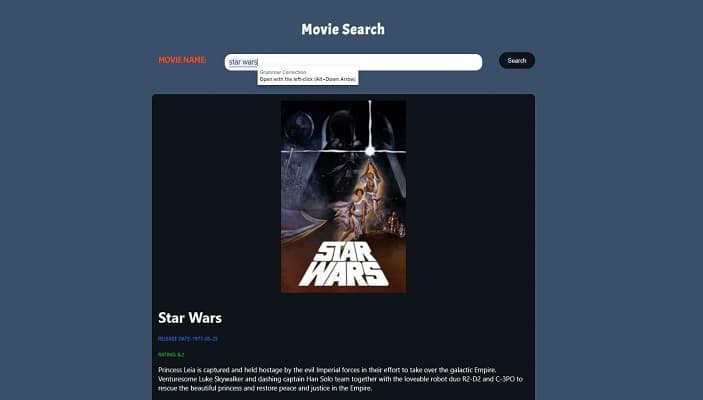 Movie Search
MOVIE NAME:
star wars
Search
Grammar Correction
Open with the left-click (Alt+Down Arrow)
STAR
WARS
Star Wars
RELEASE DATE: 1977-05-25
RATING: 8.2
Princess Leia is captured and held hostage by the evil Imperial forces in their effort to take over the galactic Empire.
Venturesome Luke Skywalker and dashing captain Han Solo team together with the loveable robot duo R2-D2 and C-3PO to
rescue the beautiful princess and restore peace and justice in the Empire.